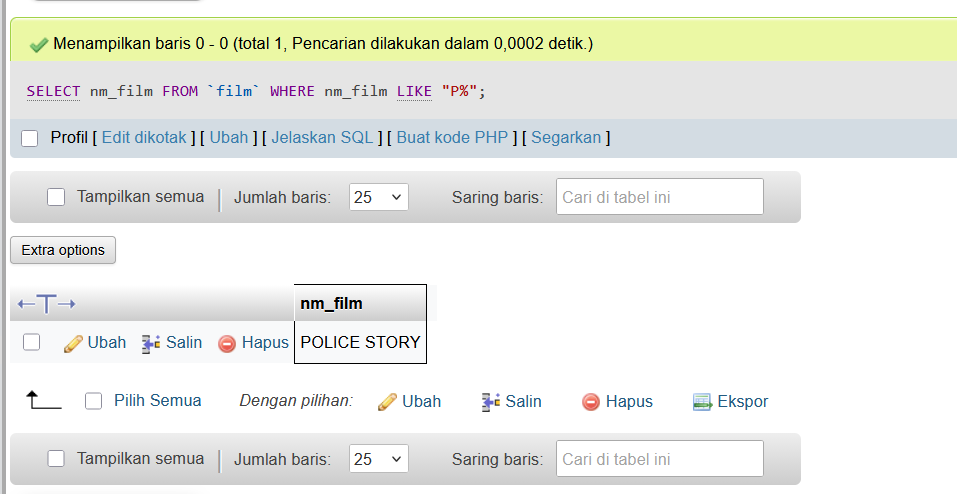 Menampilkan baris 0 - 0 (total 1, Pencarian dilakukan dalam 0,0002 detik.)
SELECT nm_film FROM `film` WHERE nm_film LIKE "P%";
Profil [ Edit dikotak ] [ Ubah ] [ Jelaskan SQL ] [ Buat kode PHP ] [ Segarkan ]
Tampilkan semua | Jumlah baris: 25 Saring baris: Cari di tabel ini
Extra options
←T→ nm_film
Ubah Salin Hapus POLICE STORY
Pilih Semua Dengan pilihan: Ubah Salin Hapus Ekspor
Tampilkan semua | Jumlah baris: 25 Saring baris: Cari di tabel ini